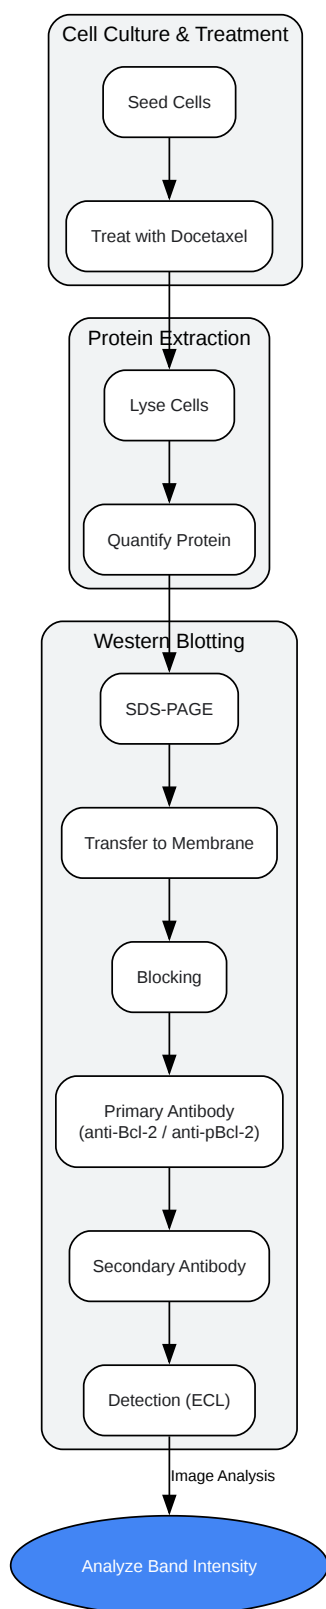 Cell Culture & Treatment
Seed Cells
Treat with Docetaxel
Protein Extraction
Lyse Cells
Quantify Protein
Western Blotting
SDS-PAGE
Transfer to Membrane
Blocking
Primary Antibody
(anti-Bcl-2 / anti-pBcl-2)
Secondary Antibody
Detection (ECL)
Image Analysis
Analyze Band Intensity